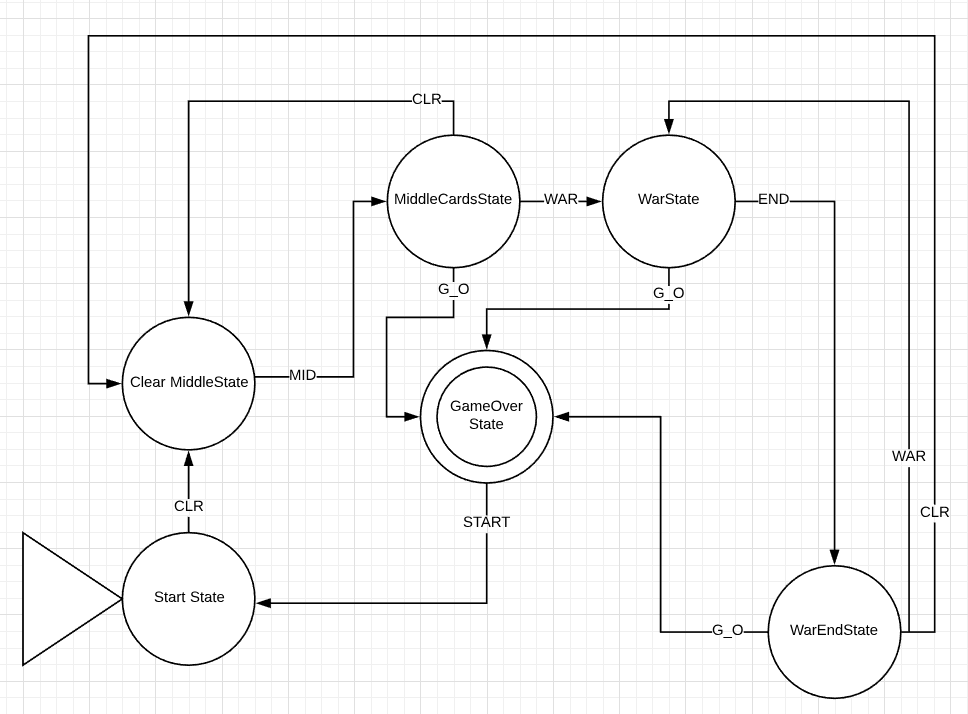 CLR
MiddleCardsState
WAR
WarState
END
G_O
G_O
Clear MiddleState
MID
GameOver
State
WAR
CLR
CLR
START
Start State
G_O
WarEndState